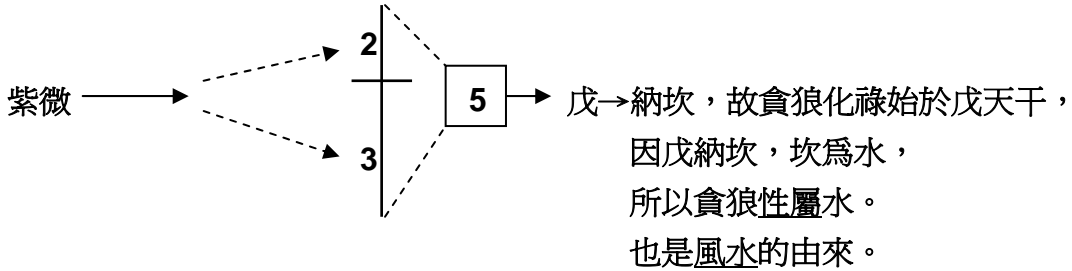 紫微
2
3
5
戊→納坎，故貪狼化祿始於戊天干，
因戊納坎，坎爲水，
所以貪狼性屬水。
也是風水的由來。